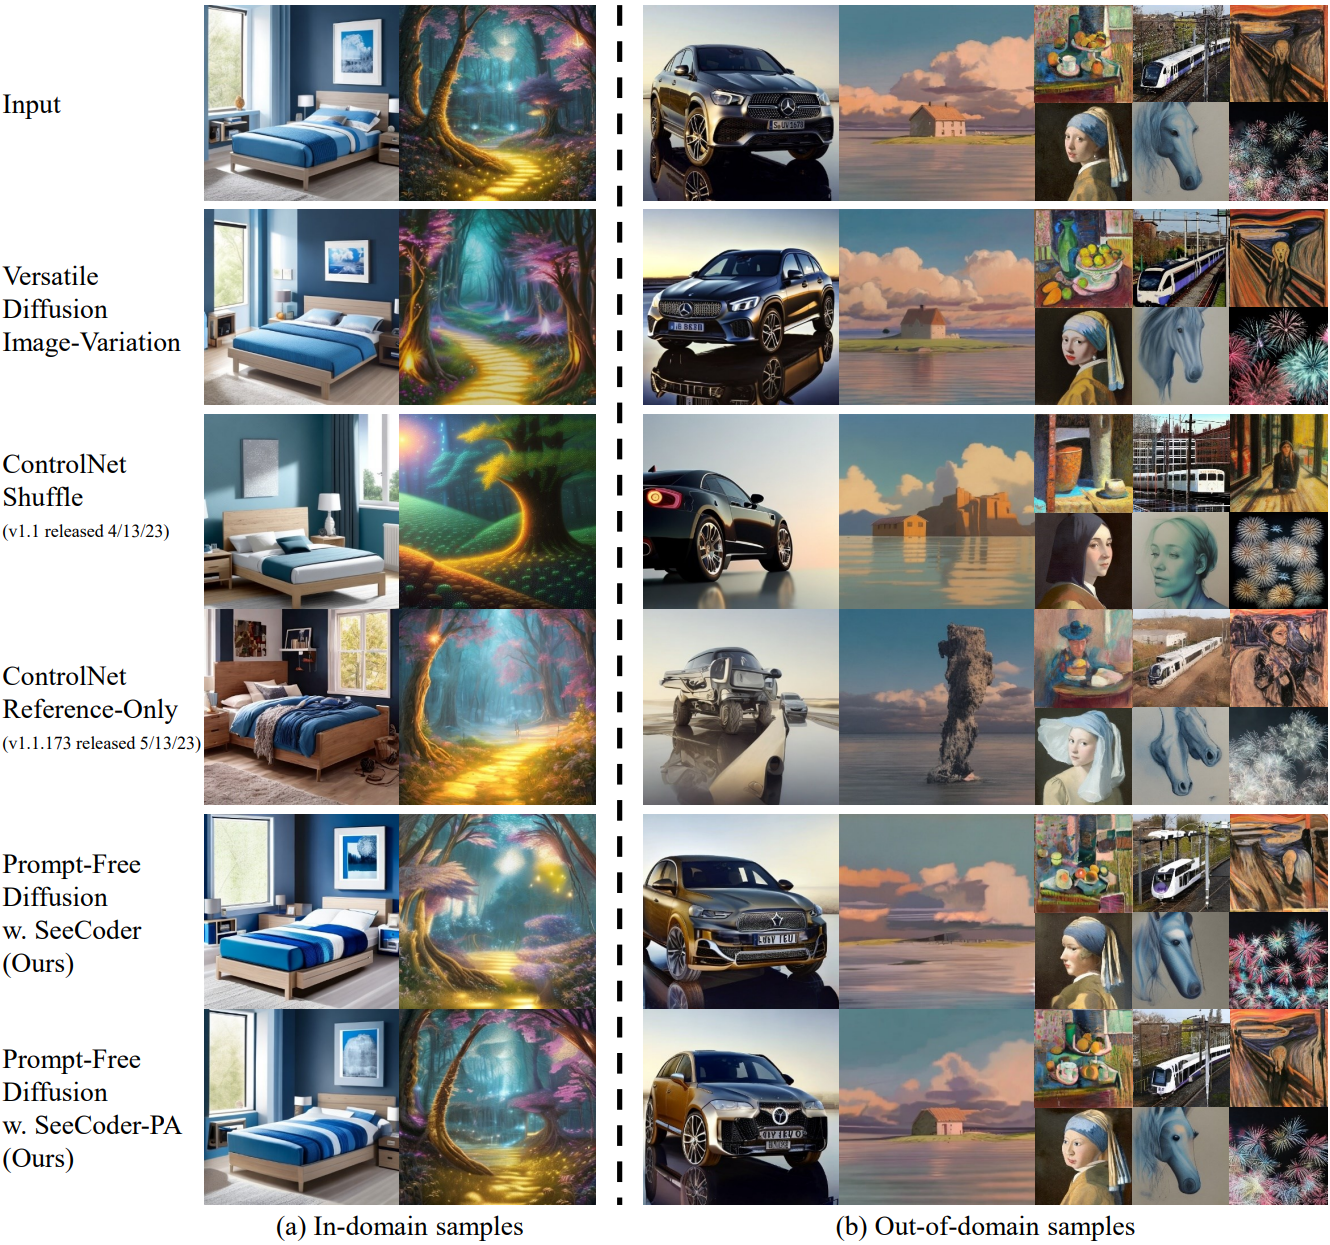 Input
Versatile
Diffusion
Image-Variation
ControlNet
Shuffle
(v1.1 released 4/13/23)
ControlNet
Reference-Only
(v1.1.173 released 5/13/23)
Prompt-Free
Diffusion
w. SeeCoder
(Ours)
Prompt-Free
Diffusion
w. SeeCoder-PA
(Ours)
(a) In-domain samples
(b) Out-of-domain samples